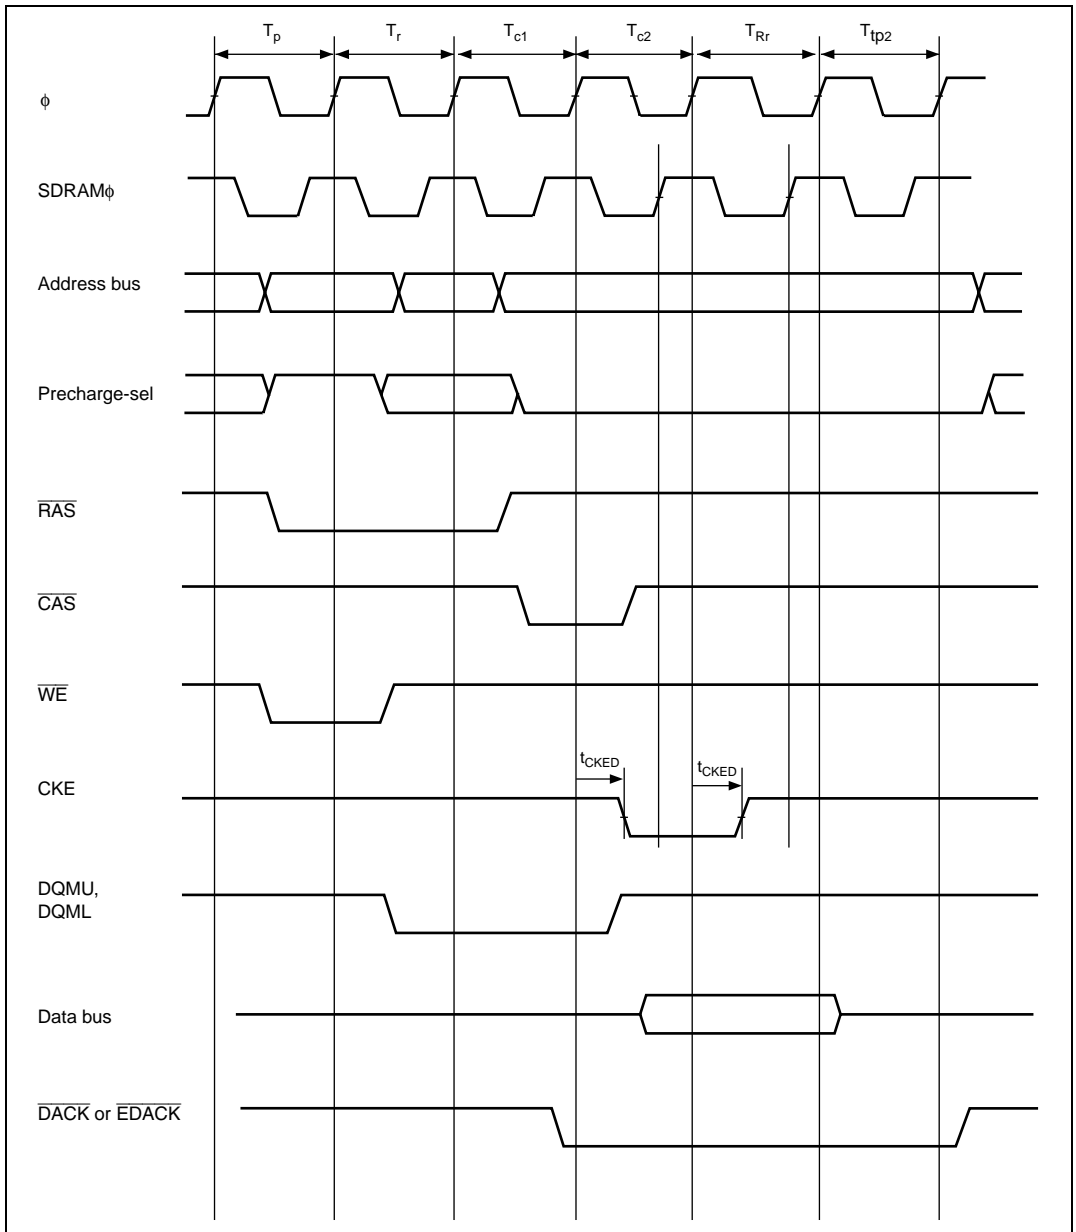 Tp Tr Tc1 Tc2 TRr Ttp2
ϕ
SDRAMϕ
Address bus
Precharge-sel
RAS
CAS
WE
tCKED tCKED
CKE
DQMU,
DQML
Data bus
DACK or EDACK